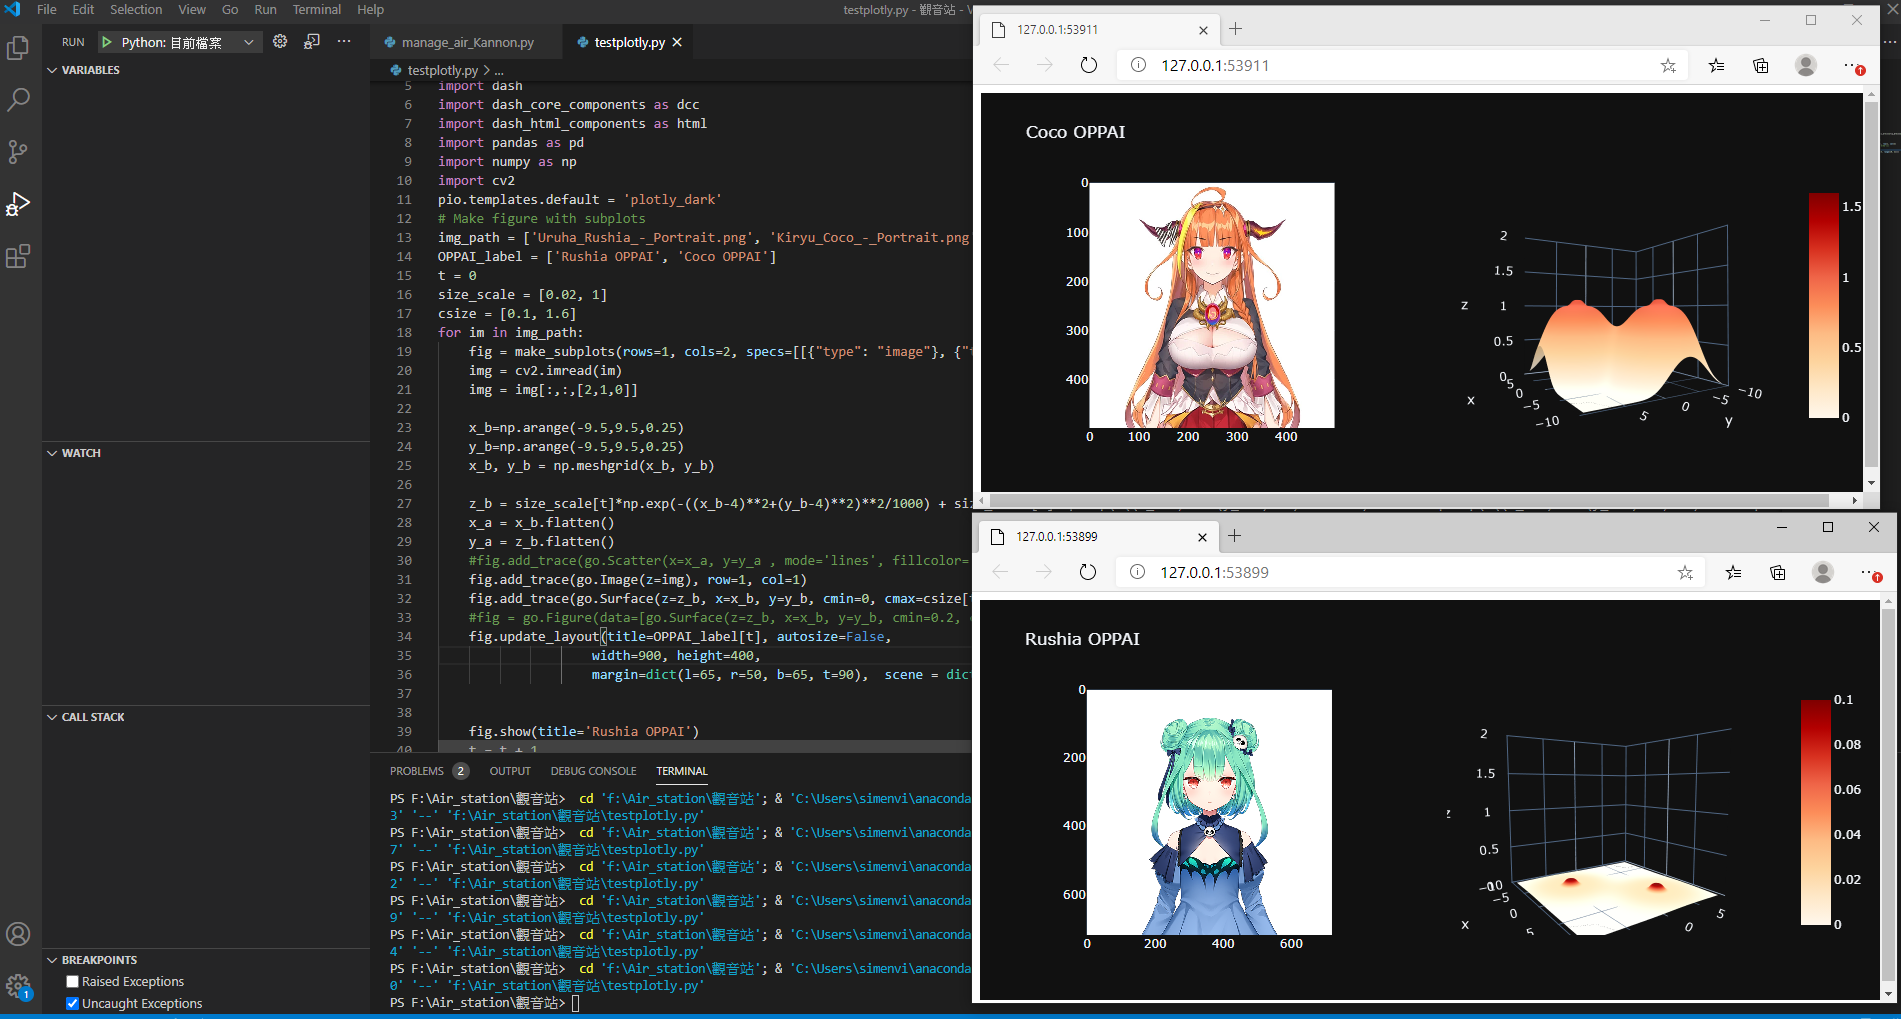 File Edit Selection View Go Run Terminal Help
testplotly.py - 觀音站 - V
RUN Python: 目前檔案
manage_air_Kannon.py
testplotly.py
testplotly.py > ...
VARIABLES
WATCH
CALL STACK
BREAKPOINTS
Raised Exceptions
Uncaught Exceptions
1
5 import dash
6 import dash_core_components as dcc
7 import dash_html_components as html
8 import pandas as pd
9 import numpy as np
10 import cv2
11 pio.templates.default = 'plotly_dark'
12 # Make figure with subplots
13 img_path = ['Uruha_Rushia_-_Portrait.png', 'Kiryu_Coco_-_Portrait.png'
14 OPPAI_label = ['Rushia OPPAI', 'Coco OPPAI']
15 t = 0
16 size_scale = [0.02, 1]
17 csize = [0.1, 1.6]
18 for im in img_path:
19 fig = make_subplots(rows=1, cols=2, specs=[[{"type": "image"}, {"t
20 img = cv2.imread(im)
21 img = img[:,:,[2,1,0]]
22
23 x_b=np.arange(-9.5,9.5,0.25)
24 y_b=np.arange(-9.5,9.5,0.25)
25 x_b, y_b = np.meshgrid(x_b, y_b)
26
27 z_b = size_scale[t]*np.exp(-((x_b-4)**2+(y_b-4)**2)**2/1000) + siz
28 x_a = x_b.flatten()
29 y_a = z_b.flatten()
30 #fig.add_trace(go.Scatter(x=x_a, y=y_a , mode='lines', fillcolor=
31 fig.add_trace(go.Image(z=img), row=1, col=1)
32 fig.add_trace(go.Surface(z=z_b, x=x_b, y=y_b, cmin=0, cmax=csize[t
33 #fig = go.Figure(data=[go.Surface(z=z_b, x=x_b, y=y_b, cmin=0.2, c
34 fig.update_layout(title=OPPAI_label[t], autosize=False,
35 width=900, height=400,
36 margin=dict(l=65, r=50, b=65, t=90), scene = dict
37
38
39 fig.show(title='Rushia OPPAI')
40 t = t + 1
PROBLEMS 2 OUTPUT DEBUG CONSOLE TERMINAL
PS F:\Air_station\觀音站> cd 'f:\Air_station\觀音站'; & 'C:\Users\simenvi\anaconda
3' '--' 'f:\Air_station\觀音站\testplotly.py'
PS F:\Air_station\觀音站> cd 'f:\Air_station\觀音站'; & 'C:\Users\simenvi\anaconda
7' '--' 'f:\Air_station\觀音站\testplotly.py'
PS F:\Air_station\觀音站> cd 'f:\Air_station\觀音站'; & 'C:\Users\simenvi\anaconda
2' '--' 'f:\Air_station\觀音站\testplotly.py'
PS F:\Air_station\觀音站> cd 'f:\Air_station\觀音站'; & 'C:\Users\simenvi\anaconda
9' '--' 'f:\Air_station\觀音站\testplotly.py'
PS F:\Air_station\觀音站> cd 'f:\Air_station\觀音站'; & 'C:\Users\simenvi\anaconda
4' '--' 'f:\Air_station\觀音站\testplotly.py'
PS F:\Air_station\觀音站> cd 'f:\Air_station\觀音站'; & 'C:\Users\simenvi\anaconda
0' '--' 'f:\Air_station\觀音站\testplotly.py'
PS F:\Air_station\觀音站>
127.0.0.1:53911
127.0.0.1:53911
Coco OPPAI
0
100
200
300
400
0 100 200 300 400
2
1.5
1
0.5
0
z
x
5
0
−5
−10
5
0
−5
−10
y
1.5
1
0.5
0
127.0.0.1:53899
127.0.0.1:53899
Rushia OPPAI
0
200
400
600
0 200 400 600
2
1.5
1
0.5
z
−10
−5
0
5
x
0
5
0.1
0.08
0.06
0.04
0.02
0